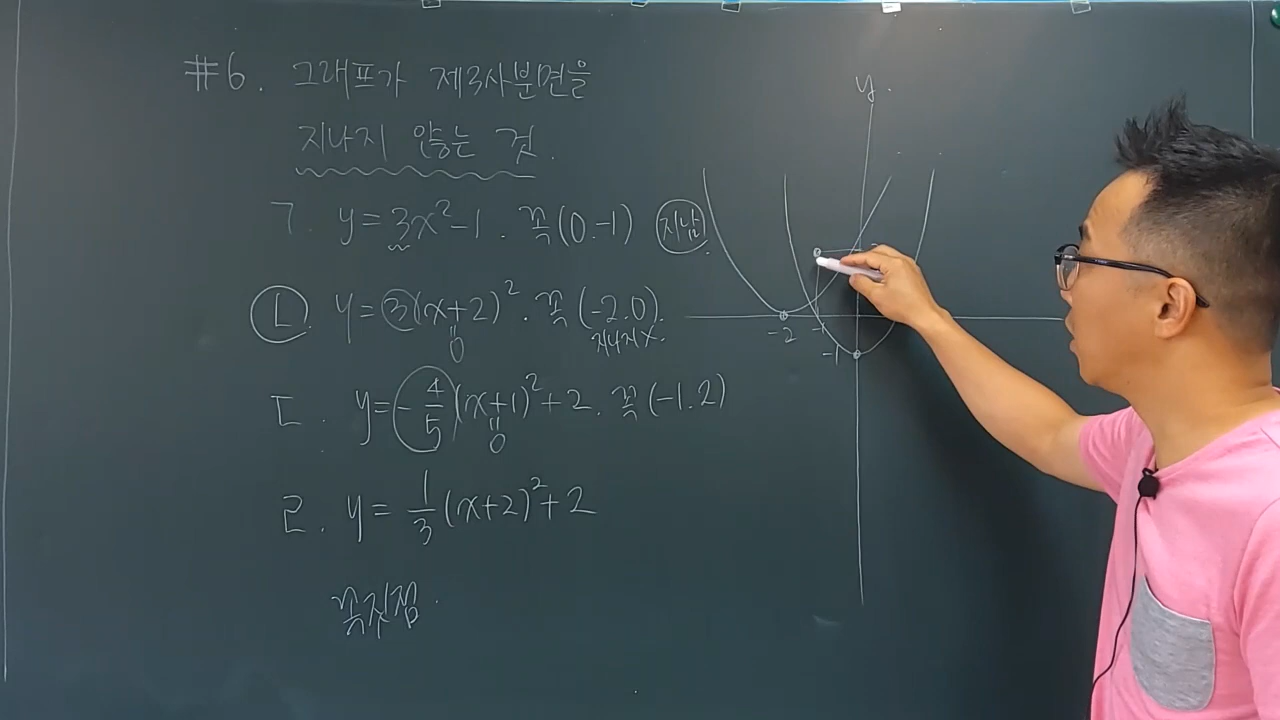 #6. 그래프가 제3사분면을
지나지 않는 것.
ㄱ. y=3x²-1. 꼭(0.-1) 지남.
ㄴ. y=3(x+2)². 꼭(-2.0).
0 지나지X.
ㄷ. y=-4/5(x+1)²+2. 꼭(-1.2)
0
ㄹ. y=1/3(x+2)²+2
꼭짓점.
y.
-2
-1
-1